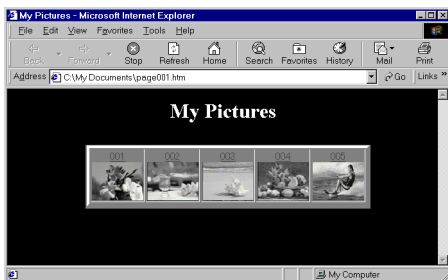 My Pictures - Microsoft Internet Explorer
File Edit View Favorites Tools Help
Back Forward Stop Refresh Home Search Favorites History Mail Print
Address C:\My Documents\page001.htm Go Links »
My Pictures
001 002 003 004 065
My Computer